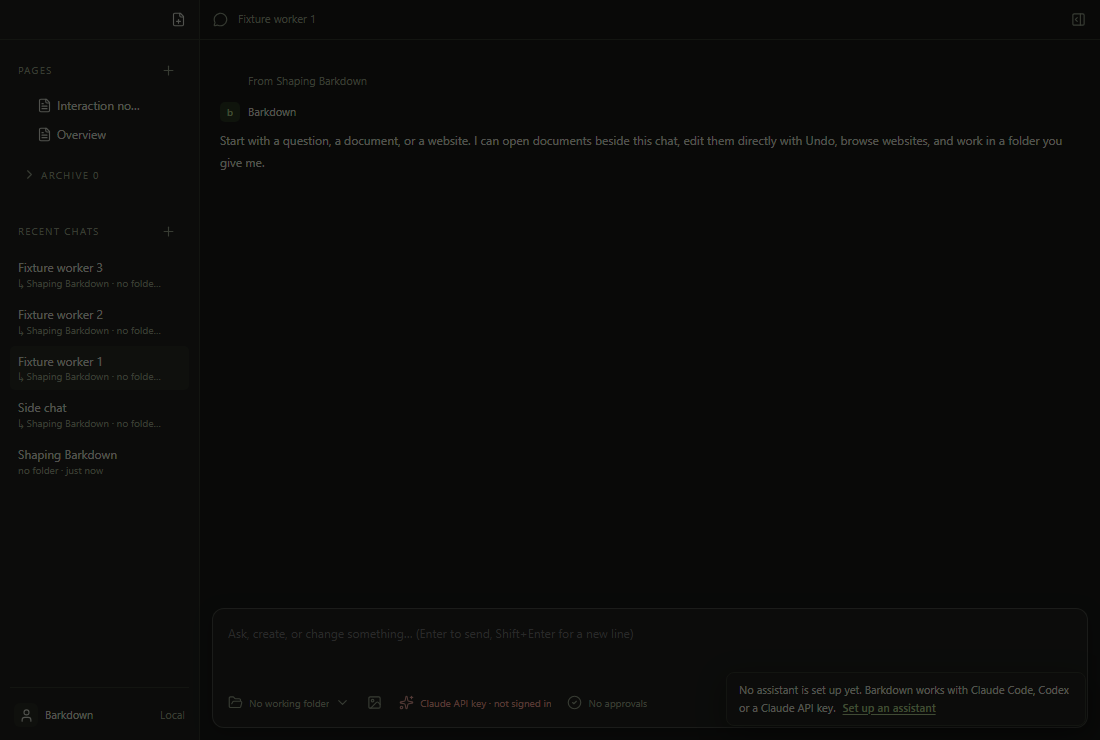 Fixture worker 1
PAGES
Interaction no...
Overview
ARCHIVE 0
RECENT CHATS
Fixture worker 3
↳ Shaping Barkdown · no folde...
Fixture worker 2
↳ Shaping Barkdown · no folde...
Fixture worker 1
↳ Shaping Barkdown · no folde...
Side chat
↳ Shaping Barkdown · no folde...
Shaping Barkdown
no folder · just now
Barkdown
Local
From Shaping Barkdown
b Barkdown
Start with a question, a document, or a website. I can open documents beside this chat, edit them directly with Undo, browse websites, and work in a folder you
give me.
Ask, create, or change something... (Enter to send, Shift+Enter for a new line)
No working folder
Claude API key · not signed in
No approvals
No assistant is set up yet. Barkdown works with Claude Code, Codex
or a Claude API key. Set up an assistant